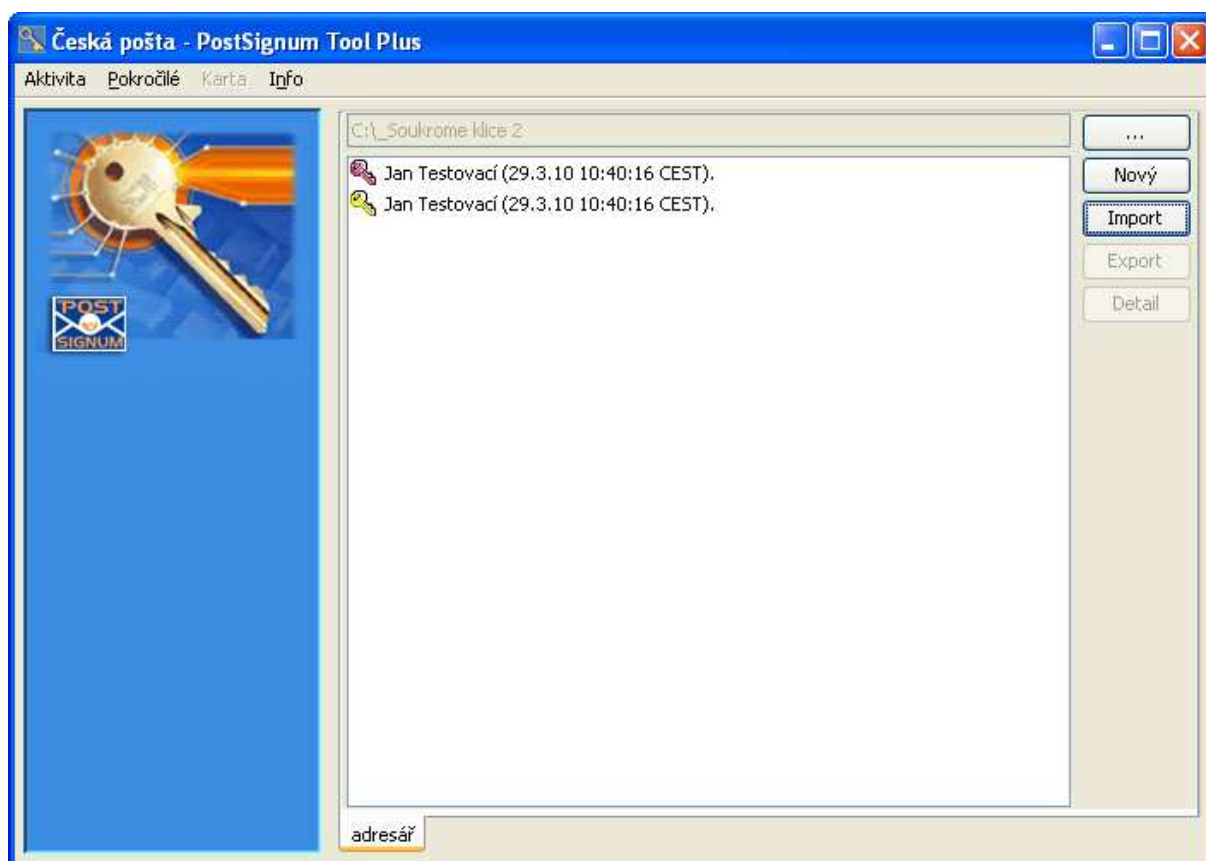 Česká pošta - PostSignum Tool Plus
Aktivita Pokročilé Karta Info
C:\_Soukrome klice 2
...
Jan Testovací (29.3.10 10:40:16 CEST).
Nový
Jan Testovací (29.3.10 10:40:16 CEST).
Import
Export
Detail
POST
SIGNUM
adresář